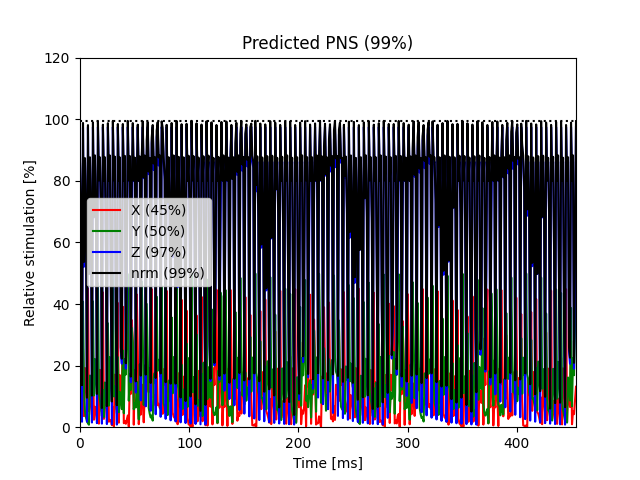 Predicted PNS (99%)
120
100
80
60
40
20
0
Relative stimulation [%]
X (45%)
Y (50%)
Z (97%)
nrm (99%)
0 100 200 300 400
Time [ms]